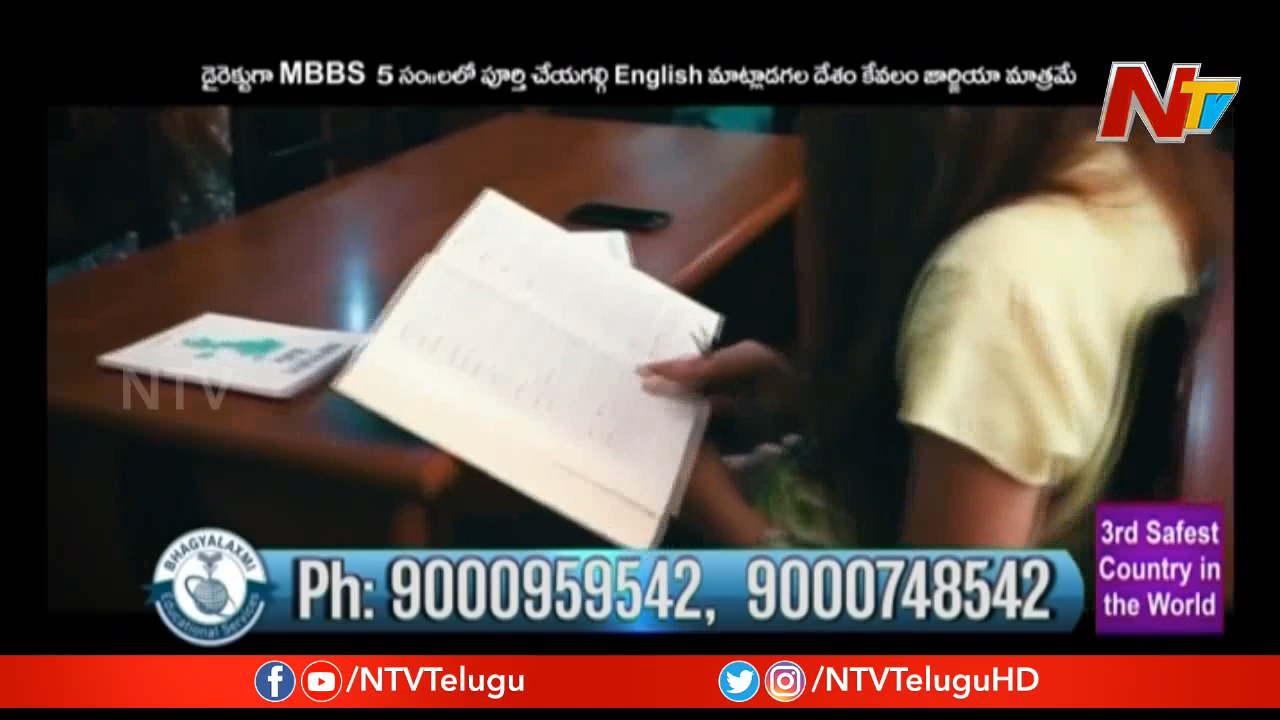 డైరెక్టుగా MBBS 5 సం॥లలో పూర్తి చేయగల్గి English మాట్లాడగల దేశం కేవలం జార్జియా మాత్రమే
NTV
NTV
BHAGYALAXMI
Educational Services
Ph: 9000959542, 9000748542
3rd Safest
Country in
the World
/NTVTelugu
/NTVTeluguHD